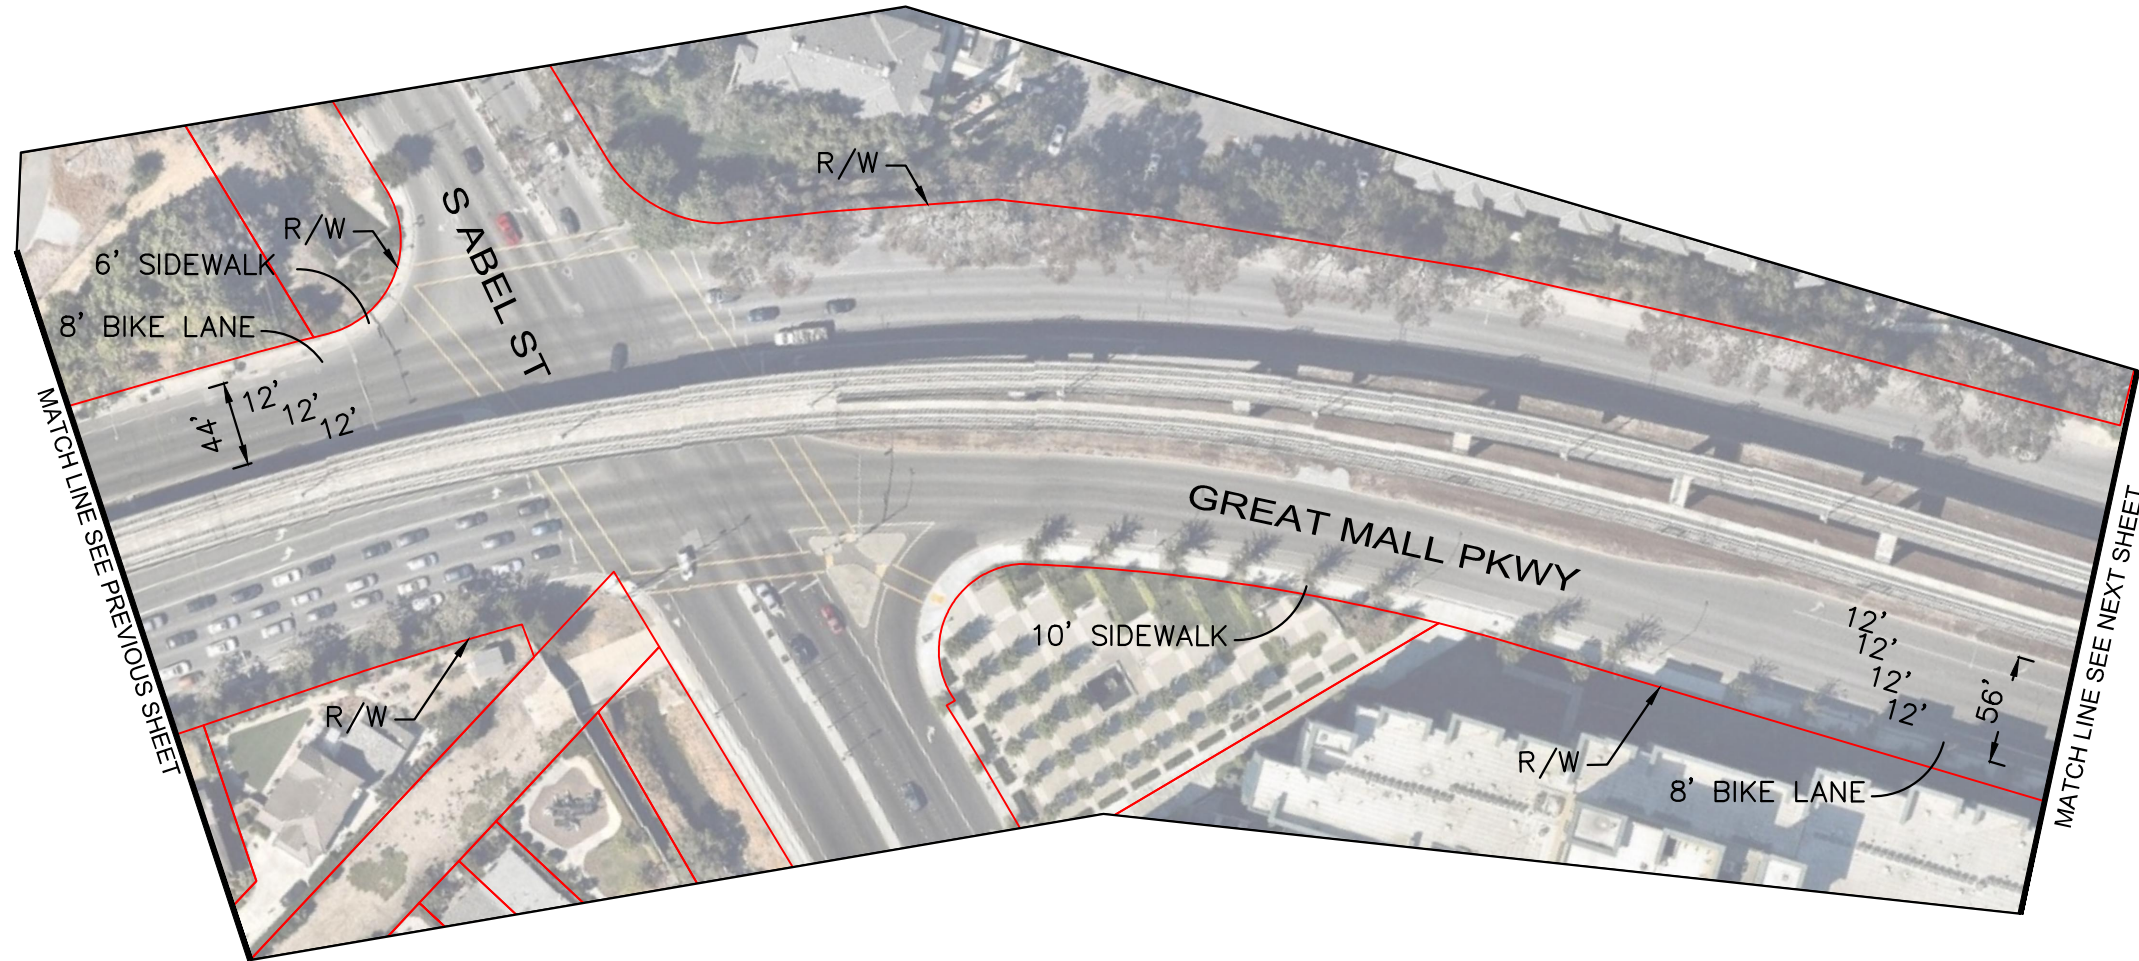 R/W
S ABEL ST
R/W
6' SIDEWALK
8' BIKE LANE
12'
12'
12'
44'
MATCH LINE SEE PREVIOUS SHEET
GREAT MALL PKWY
10' SIDEWALK
R/W
12'
12'
12'
12'
56'
R/W
8' BIKE LANE
MATCH LINE SEE NEXT SHEET